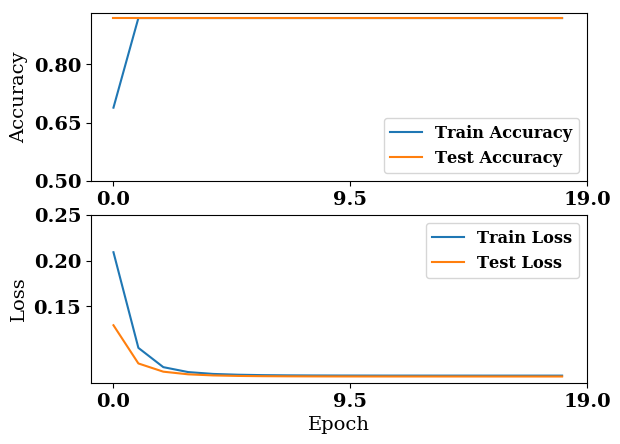 0.80
0.65
0.50
Accuracy
Train Accuracy
Test Accuracy
0.0 9.5 19.0
0.25
0.20
0.15
Loss
Train Loss
Test Loss
0.0 9.5 19.0
Epoch